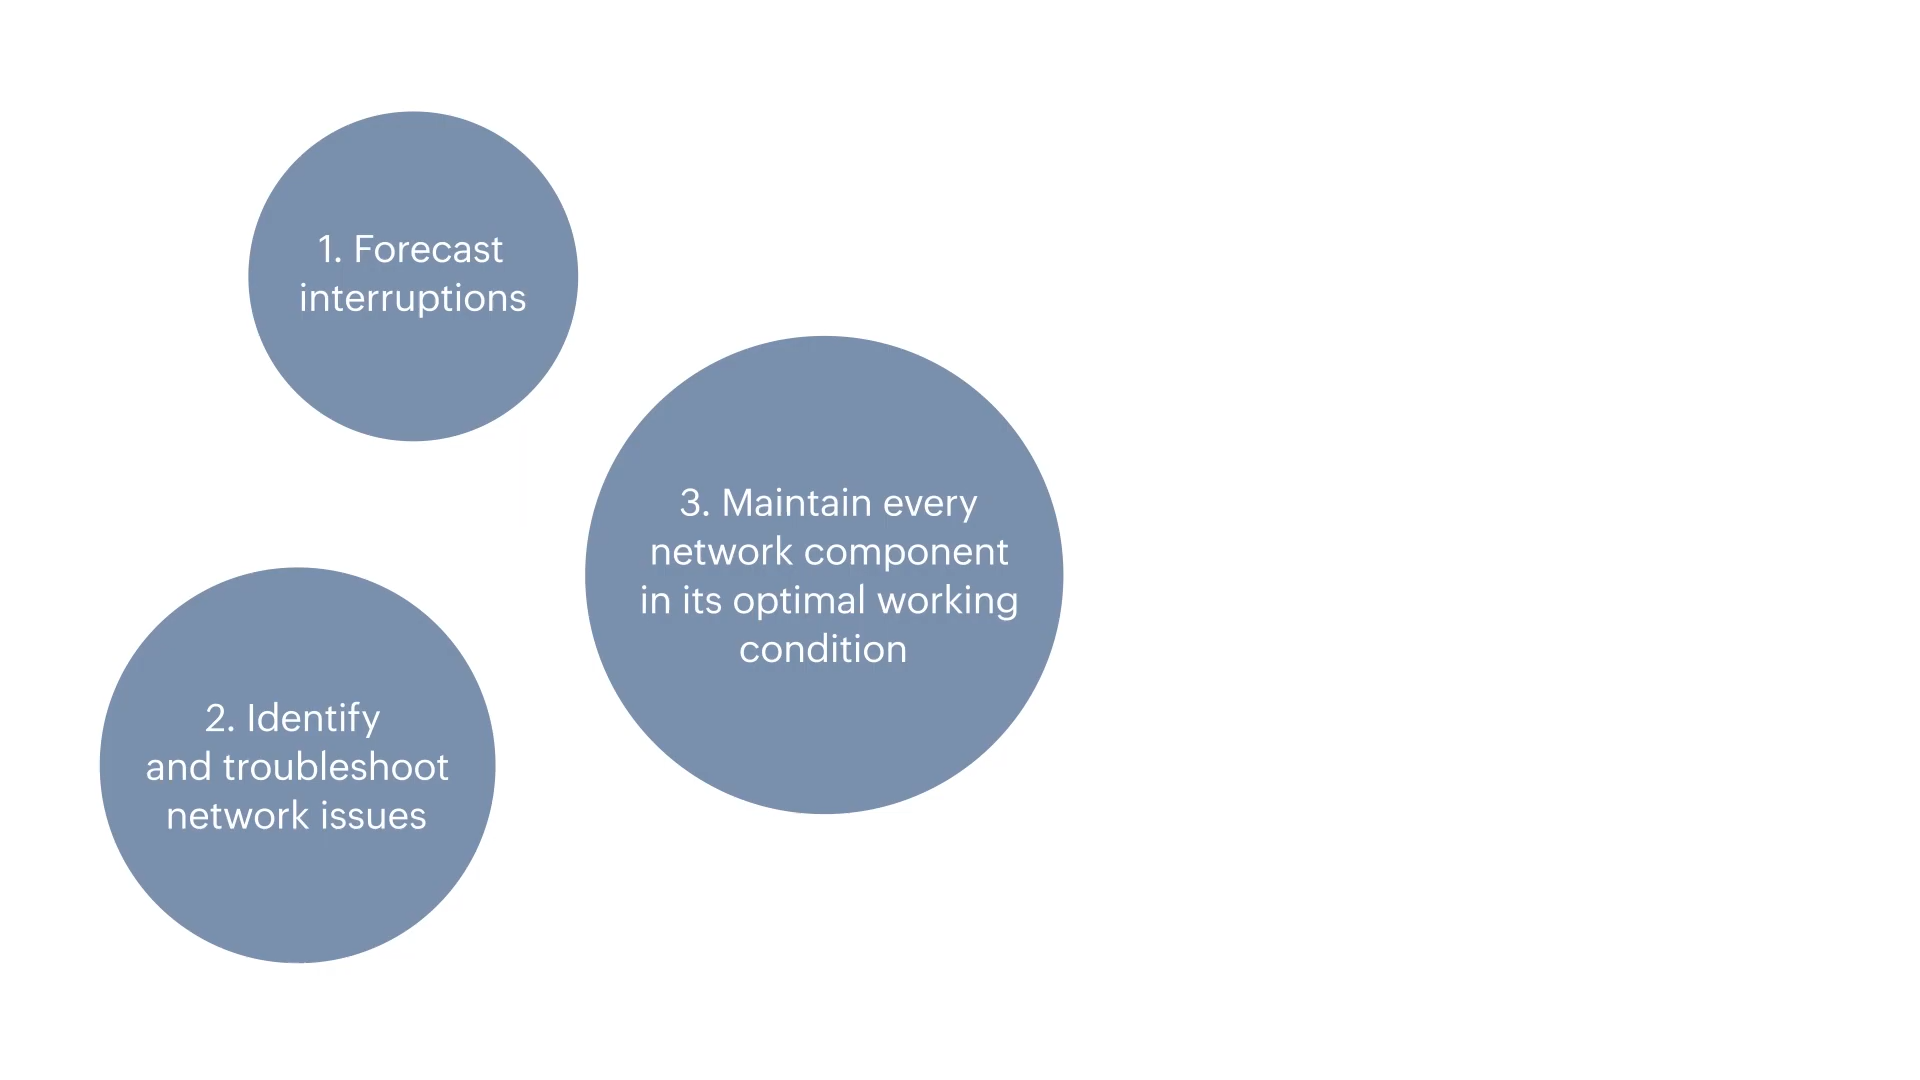 1. Forecast
interruptions
2. Identify
and troubleshoot
network issues
3. Maintain every
network component
in its optimal working
condition